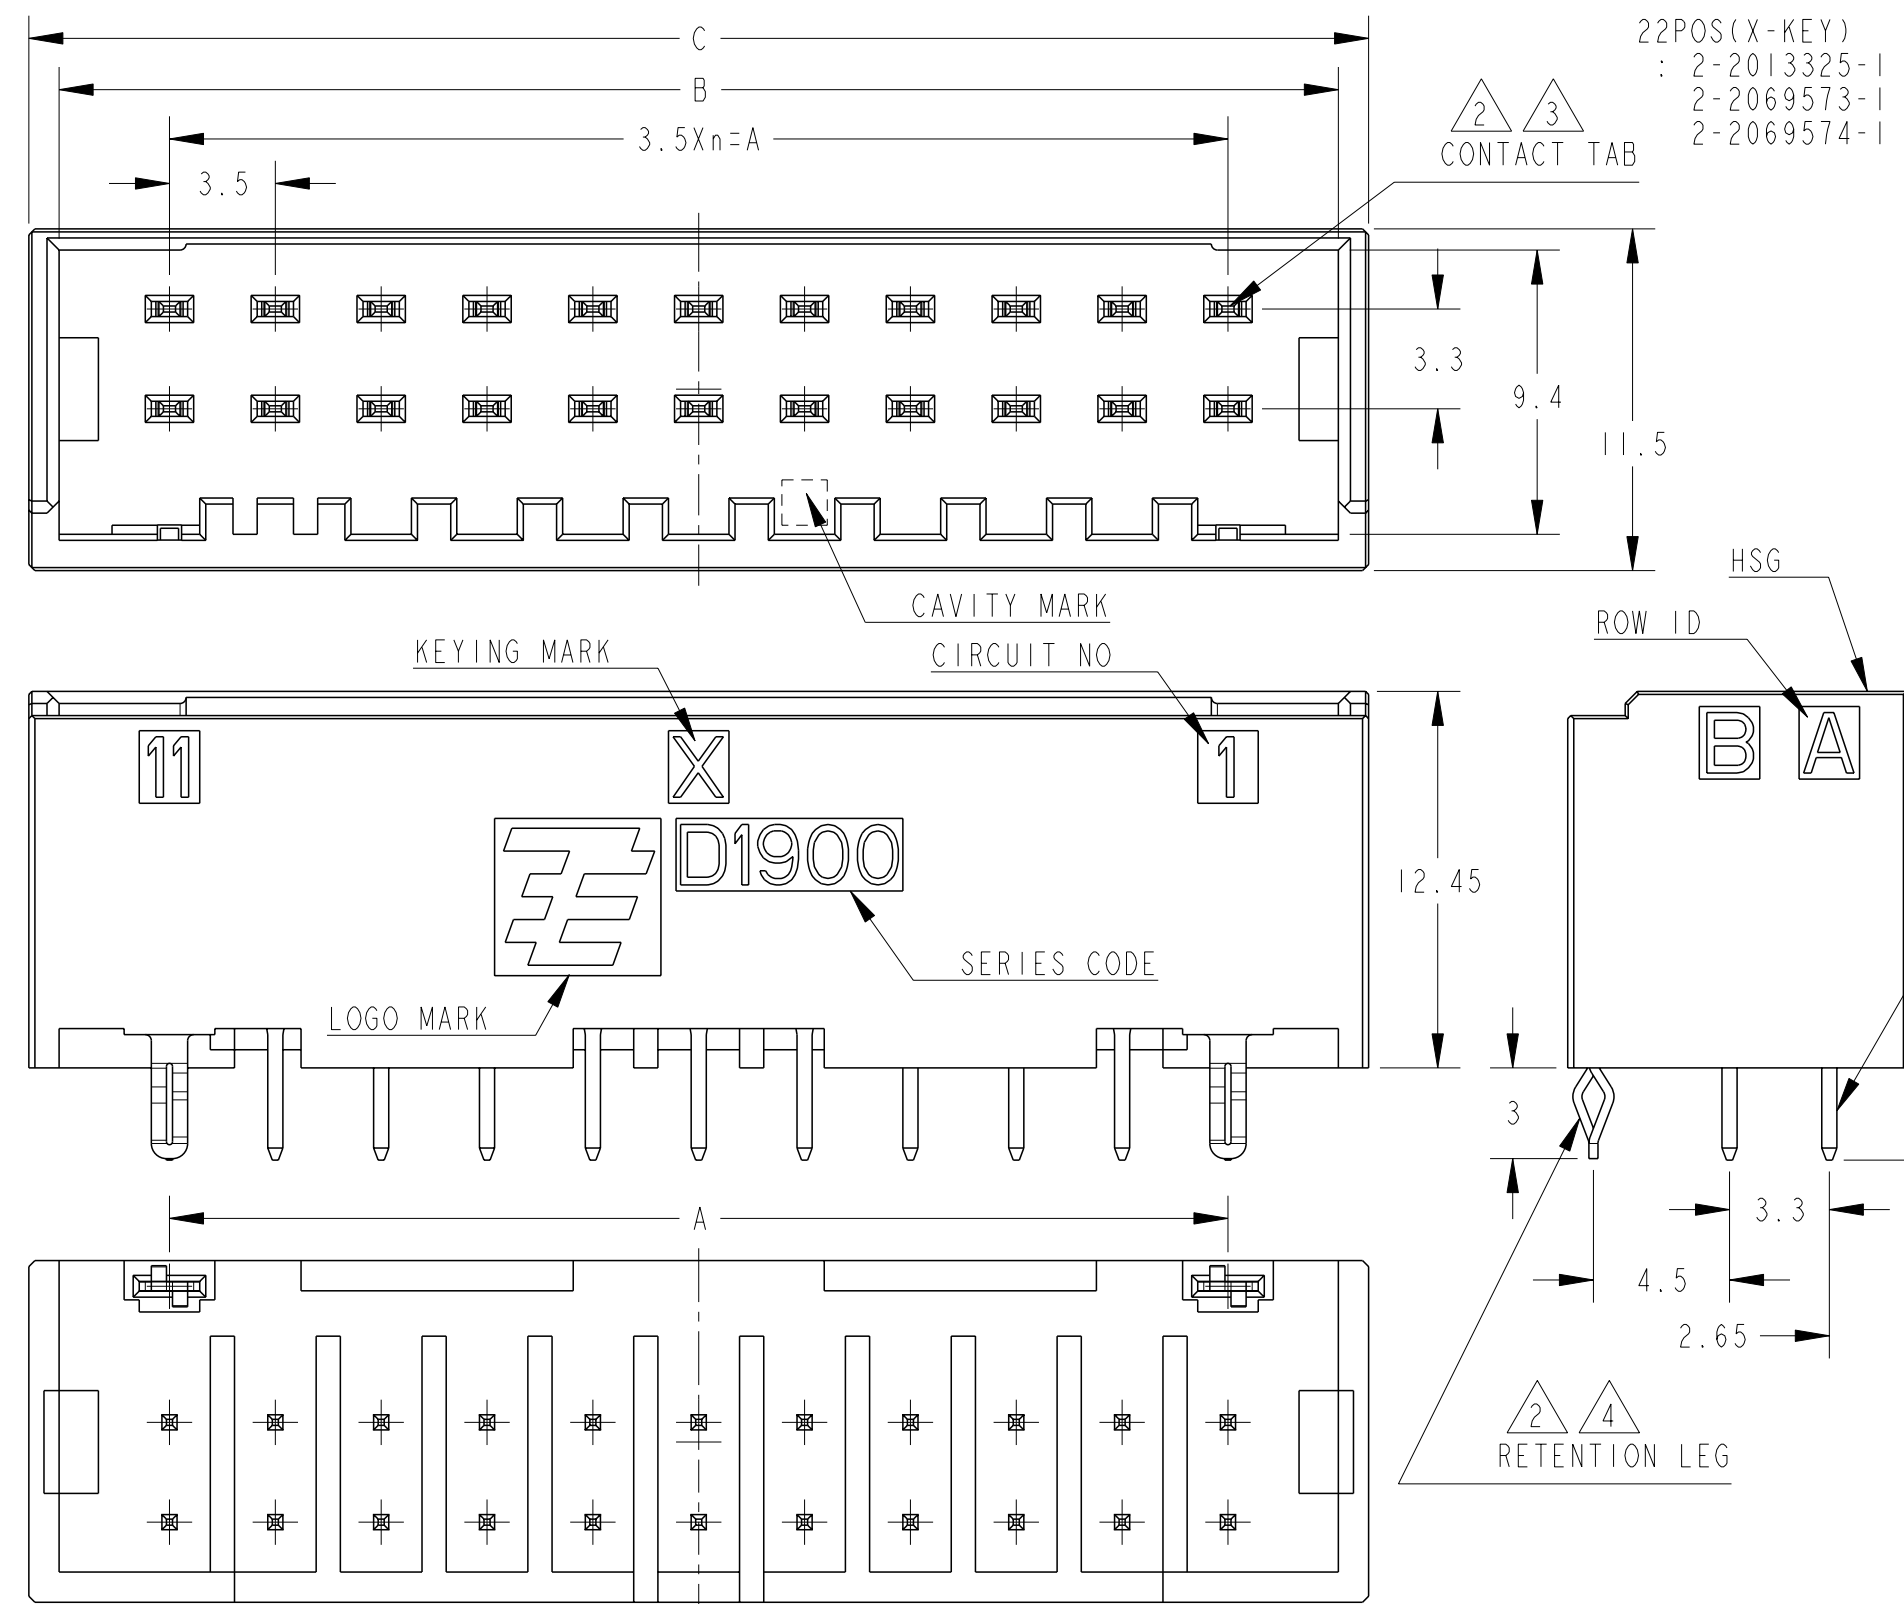 C
22POS(X-KEY)
: 2-2013325-1
2-2069573-1
2-2069574-1
B
2 3
3.5Xn=A
CONTACT TAB
3.5
3.3
9.4
11.5
HSG
CAVITY MARK
ROW ID
KEYING MARK
CIRCUIT NO
11
X
1
B A
D1900
12.45
SERIES CODE
LOGO MARK
3
A
3.3
4.5
2.65
2 4
RETENTION LEG